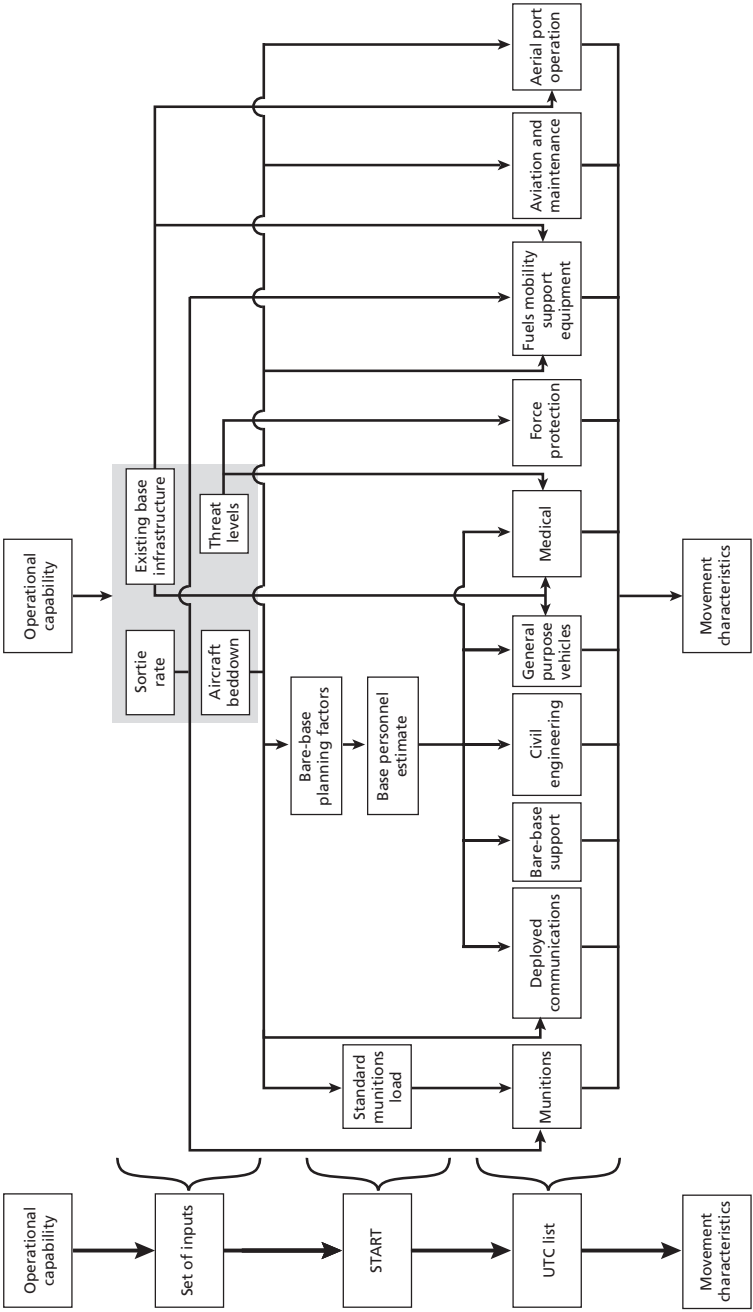 Operational
capability
Set of inputs
START
UTC list
Movement
characteristics
Operational
capability
Sortie
rate
Existing base
infrastructure
Aircraft
beddown
Threat
levels
Bare-base
planning factors
Standard
munitions
load
Base personnel
estimate
Munitions
Deployed
communications
Bare-base
support
Civil
engineering
General
purpose
vehicles
Medical
Force
protection
Fuels mobility
support
equipment
Aviation and
maintenance
Aerial port
operation
Movement
characteristics